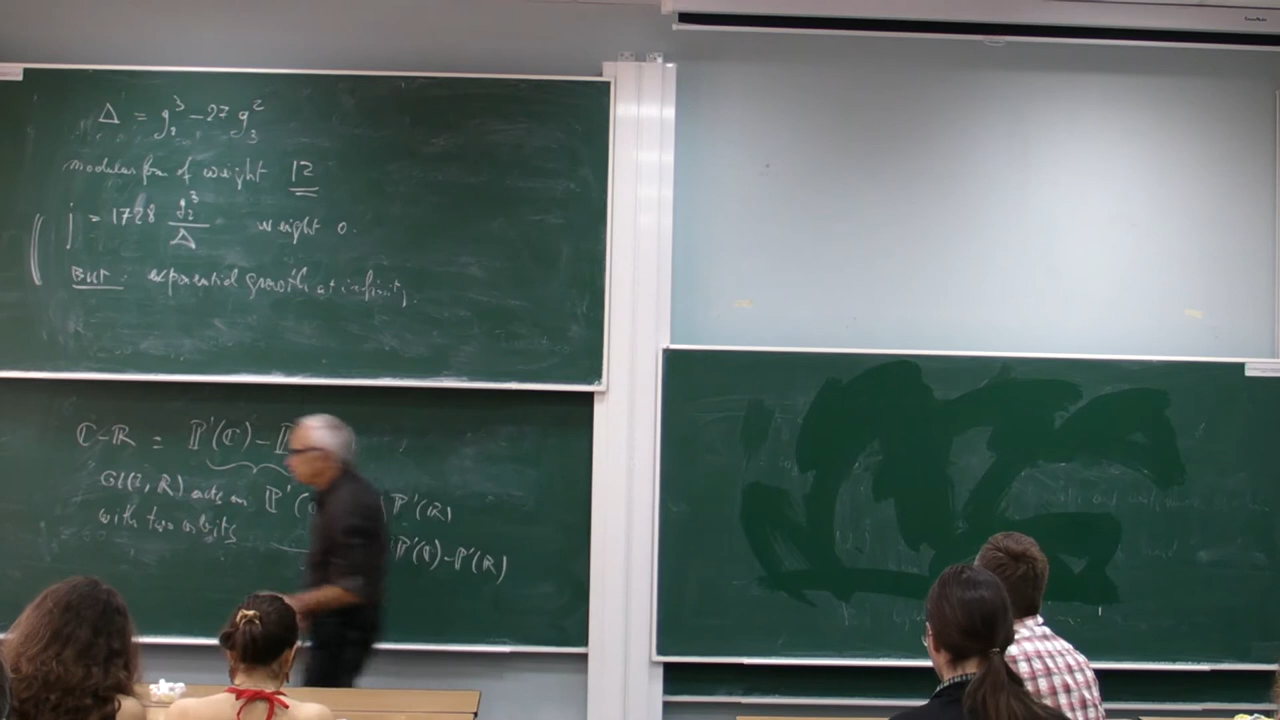 Δ = g₂³ - 27 g₃²
modular form of weight 12
j = 1728 g₂³/Δ weight 0.
BUT: exponential growth at infinity.
ℂ-ℝ = ℙ¹(ℂ) -
Gl(2,ℝ) acts on ℙ¹( ℙ¹(ℝ)
with two orbits
ℙ¹(ℂ)-ℙ¹(ℝ)